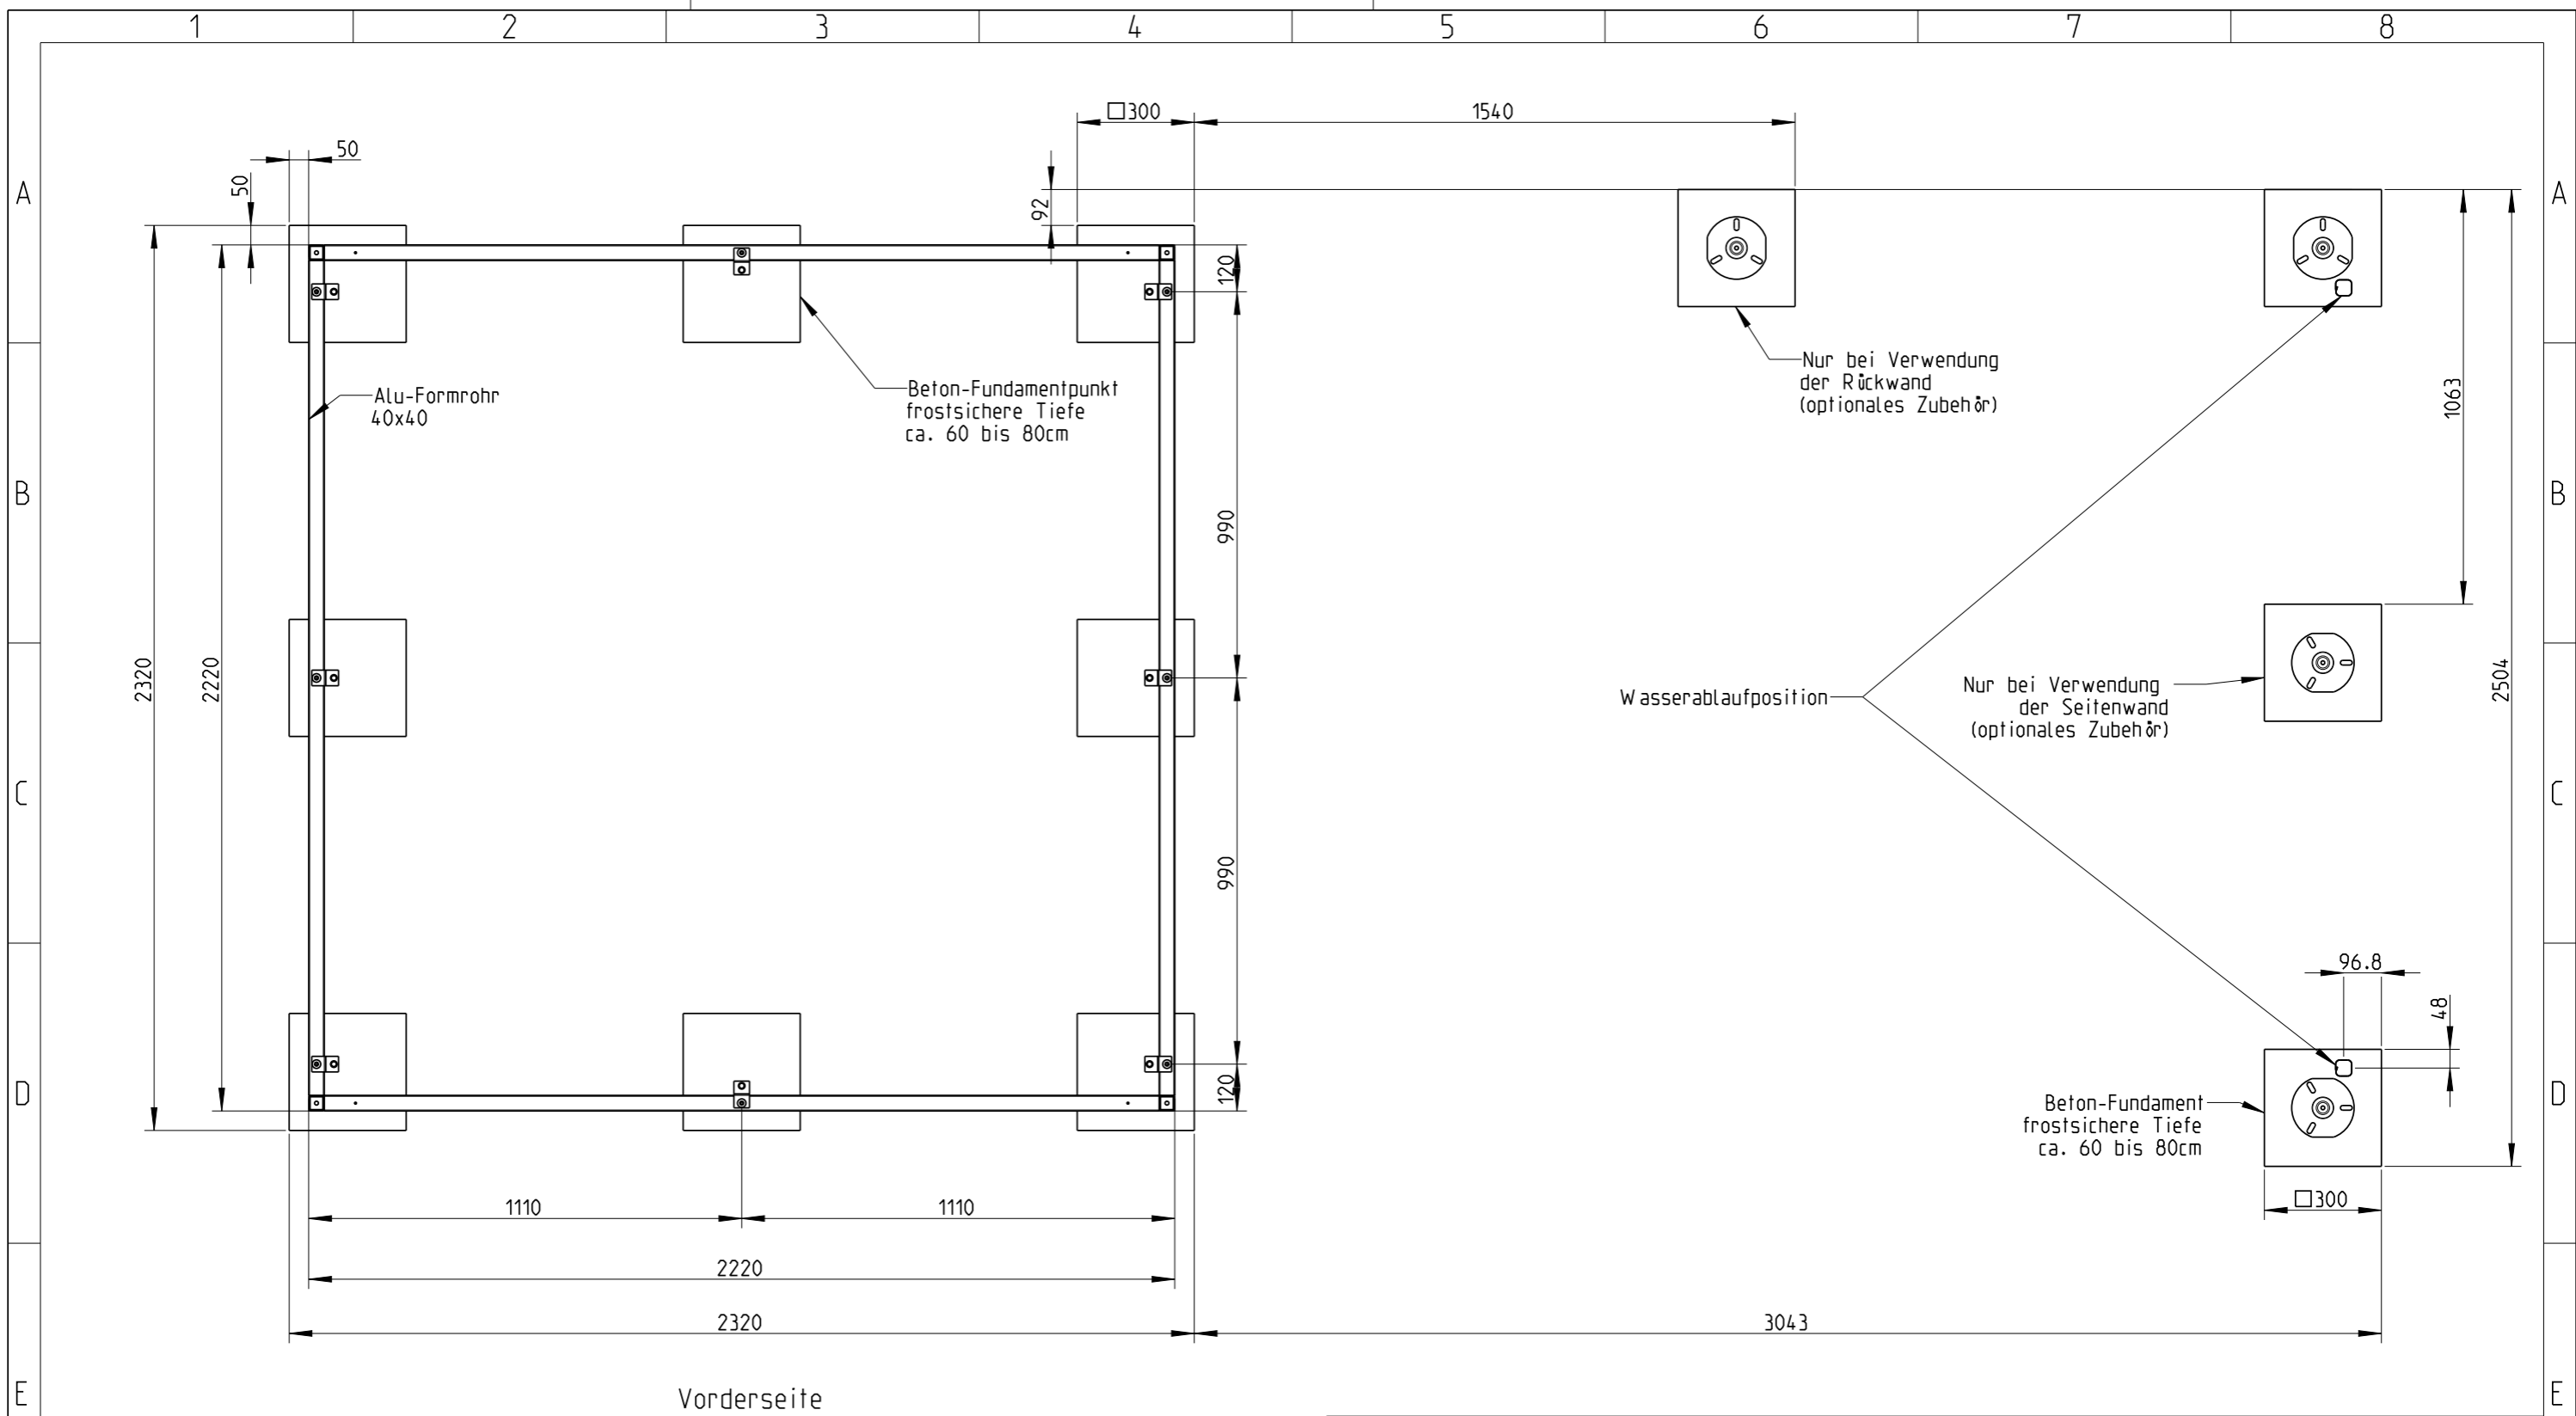 1 2 3 4 5 6 7 8
□300 1540
50
A 50 92 A
120
Nur bei Verwendung
der Rückwand
(optionales Zubehör)
1063
Alu-Formrohr
40x40
Beton-Fundamentpunkt
frostsichere Tiefe
ca. 60 bis 80cm
B 990 B
2320 2220 2504
Wasserablaufposition
Nur bei Verwendung
der Seitenwand
(optionales Zubehör)
C 990 C
96.8
48
D 120 D
Beton-Fundament
frostsichere Tiefe
ca. 60 bis 80cm
1110 1110 □300
2220
2320 3043
E Vorderseite E